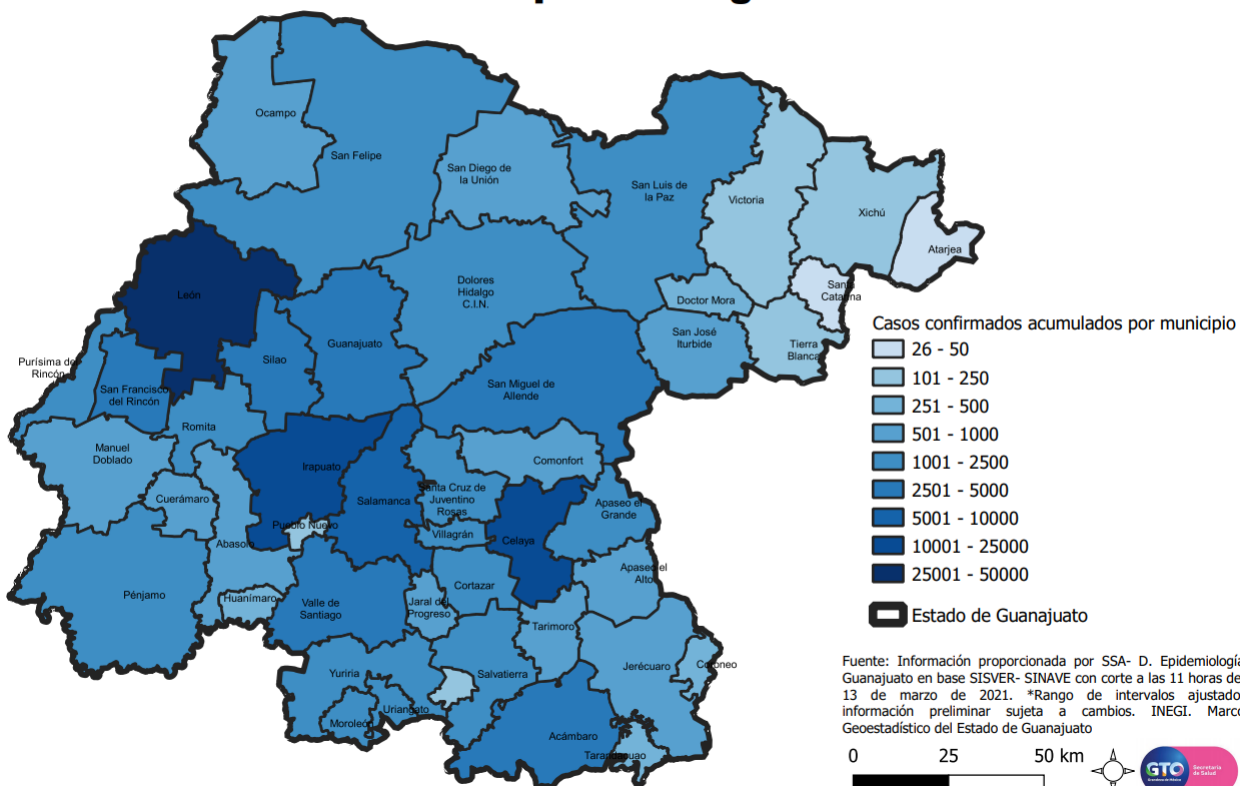 Ocampo
San Felipe
San Diego de
la Unión
San Luis de
la Paz
Victoria
Xichú
Atarjea
León
Dolores
Hidalgo
C.I.N.
Doctor Mora
Santa
Catarina
San José
Iturbide
Tierra
Blanca
Purísima de
Rincón
San Francisco
del Rincón
Silao
Guanajuato
San Miguel de
Allende
Romita
Manuel
Doblado
Irapuato
Comonfort
Cuerámaro
Salamanca
Santa Cruz de
Juventino
Rosas
Apaseo el
Grande
Pueblo Nuevo
Villagrán
Celaya
Abasolo
Apaseo el
Alto
Pénjamo
Huanímaro
Valle de
Santiago
Jaral del
Progreso
Cortazar
Tarimoro
Jerécuaro
Coroneo
Yuriria
Salvatierra
Uriangato
Moroleón
Acámbaro
Tarandacuao
Casos confirmados acumulados por municipio
26 - 50
101 - 250
251 - 500
501 - 1000
1001 - 2500
2501 - 5000
5001 - 10000
10001 - 25000
25001 - 50000
Estado de Guanajuato
Fuente: Información proporcionada por SSA- D. Epidemiología
Guanajuato en base SISVER- SINAVE con corte a las 11 horas de
13 de marzo de 2021. *Rango de intervalos ajustado
información preliminar sujeta a cambios. INEGI. Marco
Geoestadístico del Estado de Guanajuato
0 25 50 km
GTO
Secretaría
de Salud